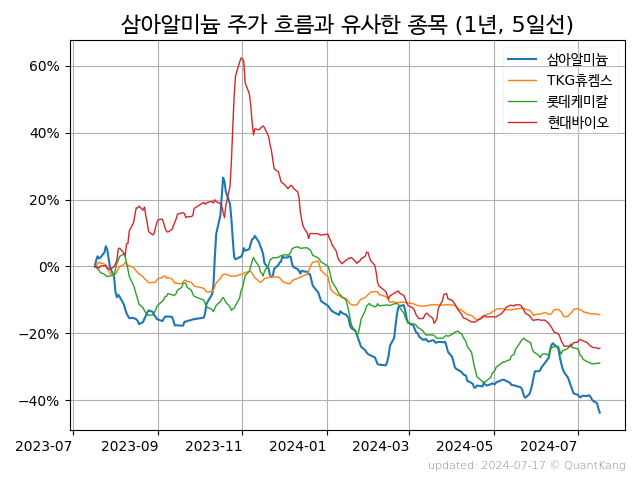 삼아알미늄 주가 흐름과 유사한 종목 (1년, 5일선)
삼아알미늄
TKG휴켐스
롯데케미칼
현대바이오
60%
40%
20%
0%
−20%
−40%
2023-07 2023-09 2023-11 2024-01 2024-03 2024-05 2024-07
updated: 2024-07-17 © QuantKang